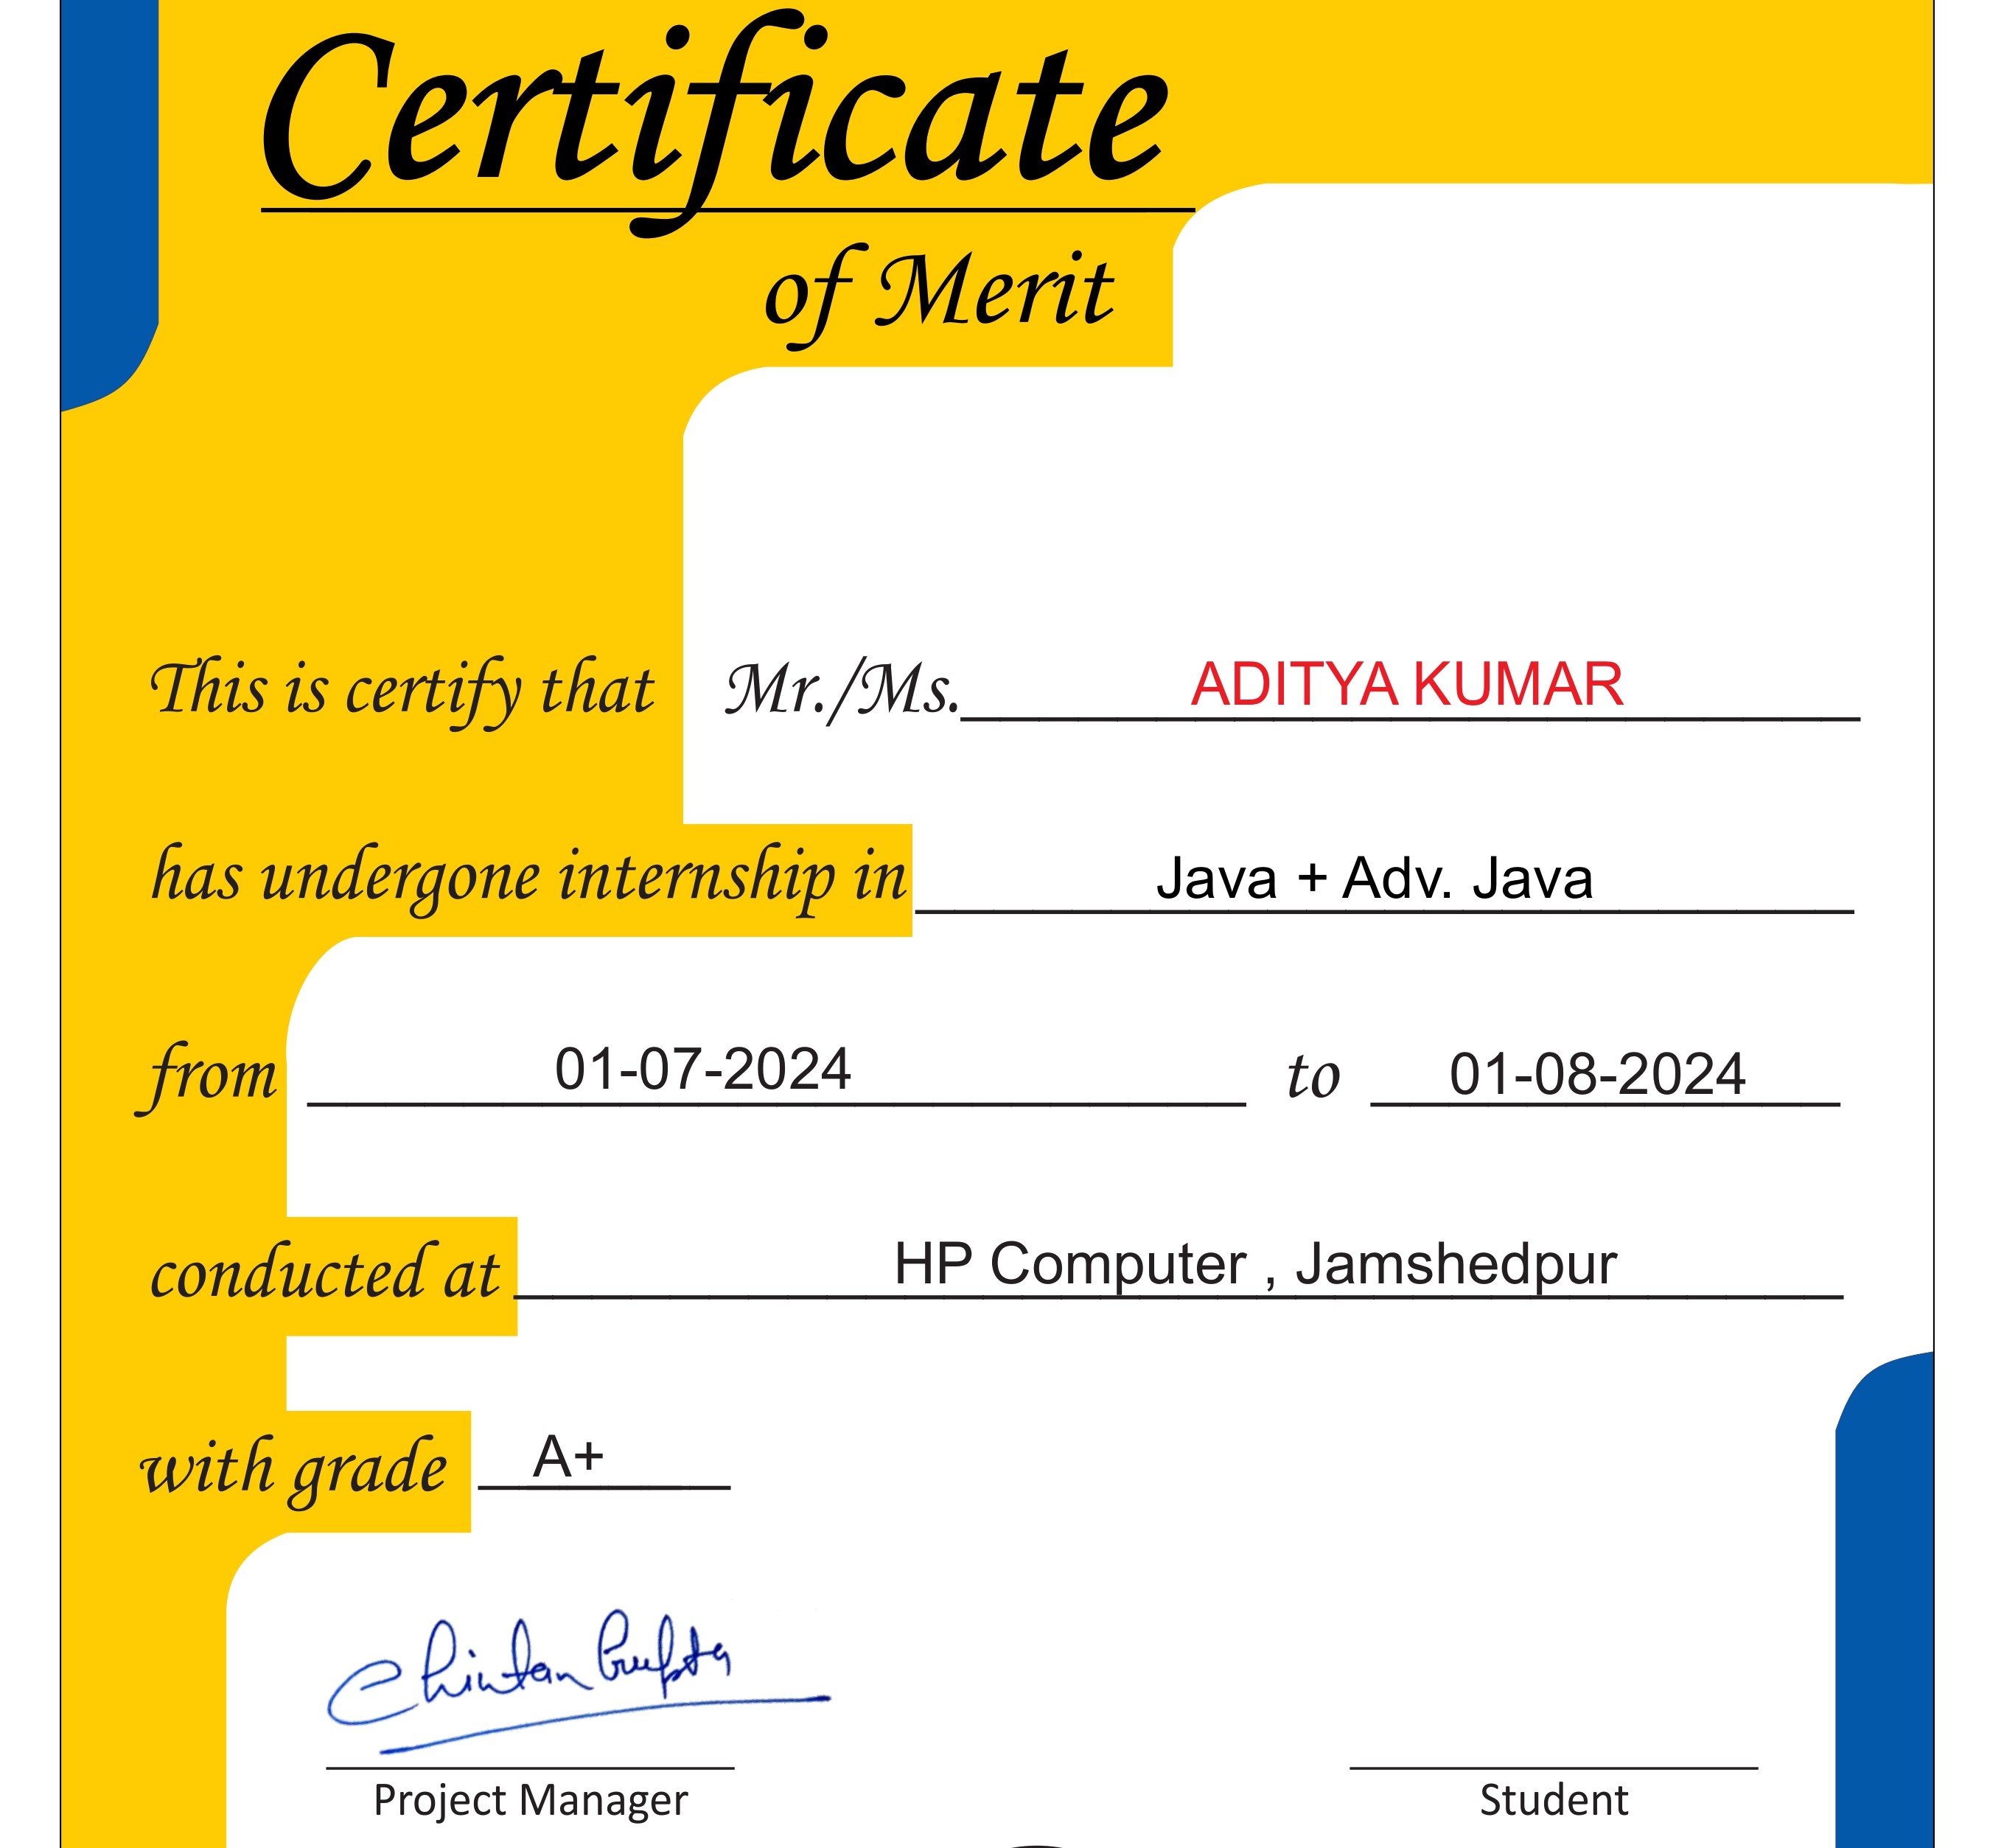 Certificate
of Merit
This is certify that Mr./Ms. ADITYA KUMAR
has undergone internship in Java + Adv. Java
from 01-07-2024 to 01-08-2024
conducted at HP Computer , Jamshedpur
with grade A+
Chintan Gupta
Project Manager Student